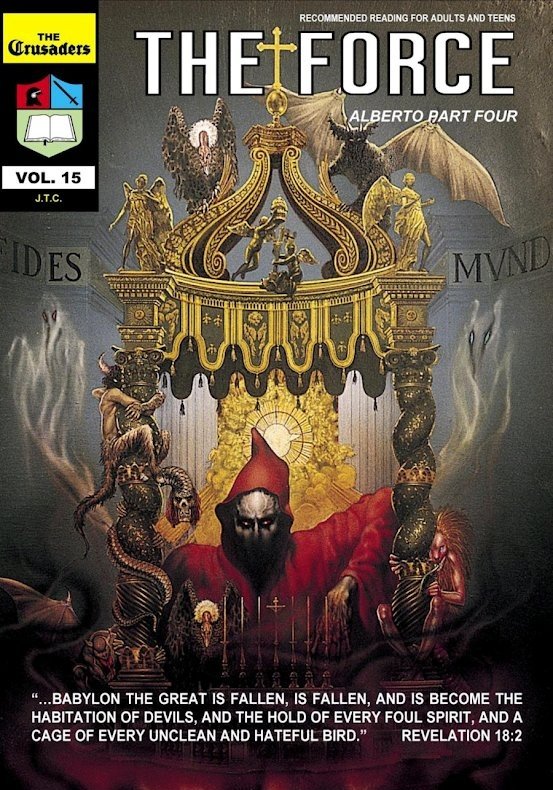 RECOMMENDED READING FOR ADULTS AND TEENS
THE
Crusaders
THE FORCE
ALBERTO PART FOUR
VOL. 15
J.T.C.
FIDES
MVND
“...BABYLON THE GREAT IS FALLEN, IS FALLEN, AND IS BECOME THE
HABITATION OF DEVILS, AND THE HOLD OF EVERY FOUL SPIRIT, AND A
CAGE OF EVERY UNCLEAN AND HATEFUL BIRD.” REVELATION 18:2